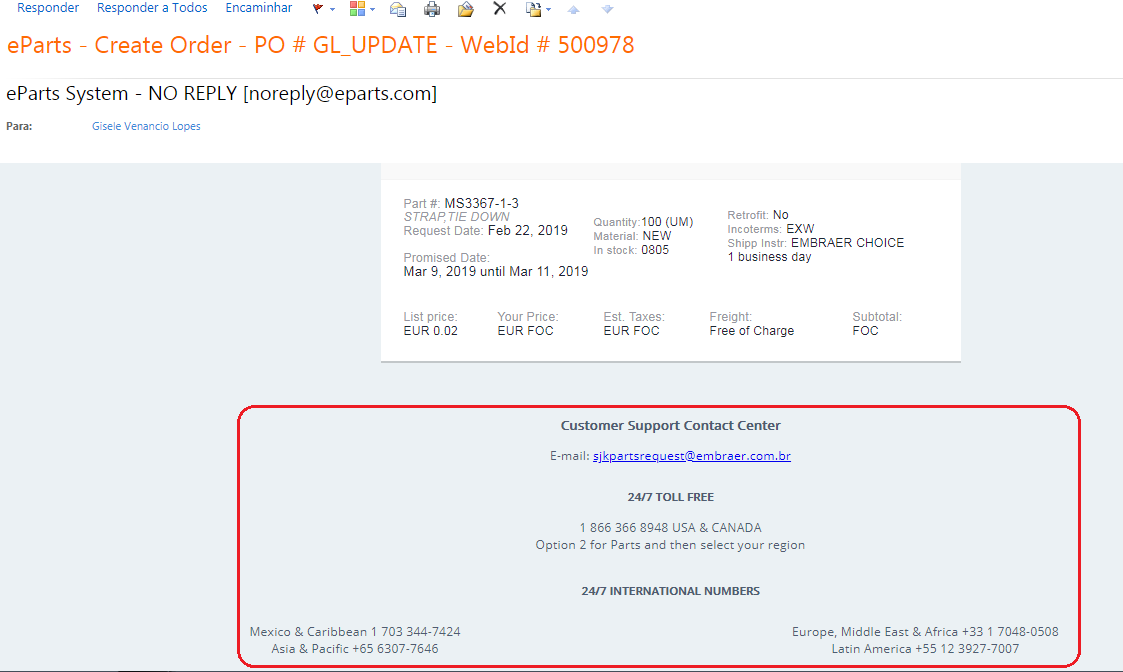 Responder Responder a Todos Encaminhar
eParts - Create Order - PO # GL_UPDATE - WebId # 500978
eParts System - NO REPLY [noreply@eparts.com]
Para: Gisele Venancio Lopes
Part #: MS3367-1-3
STRAP,TIE DOWN
Request Date: Feb 22, 2019
Promised Date:
Mar 9, 2019 until Mar 11, 2019
Quantity:100 (UM)
Material: NEW
In stock: 0805
Retrofit: No
Incoterms: EXW
Shipp Instr: EMBRAER CHOICE
1 business day
List price: Your Price: Est. Taxes: Freight: Subtotal:
EUR 0.02 EUR FOC EUR FOC Free of Charge FOC
Customer Support Contact Center
E-mail: sjkpartsrequest@embraer.com.br
24/7 TOLL FREE
1 866 366 8948 USA & CANADA
Option 2 for Parts and then select your region
24/7 INTERNATIONAL NUMBERS
Mexico & Caribbean 1 703 344-7424 Europe, Middle East & Africa +33 1 7048-0508
Asia & Pacific +65 6307-7646 Latin America +55 12 3927-7007